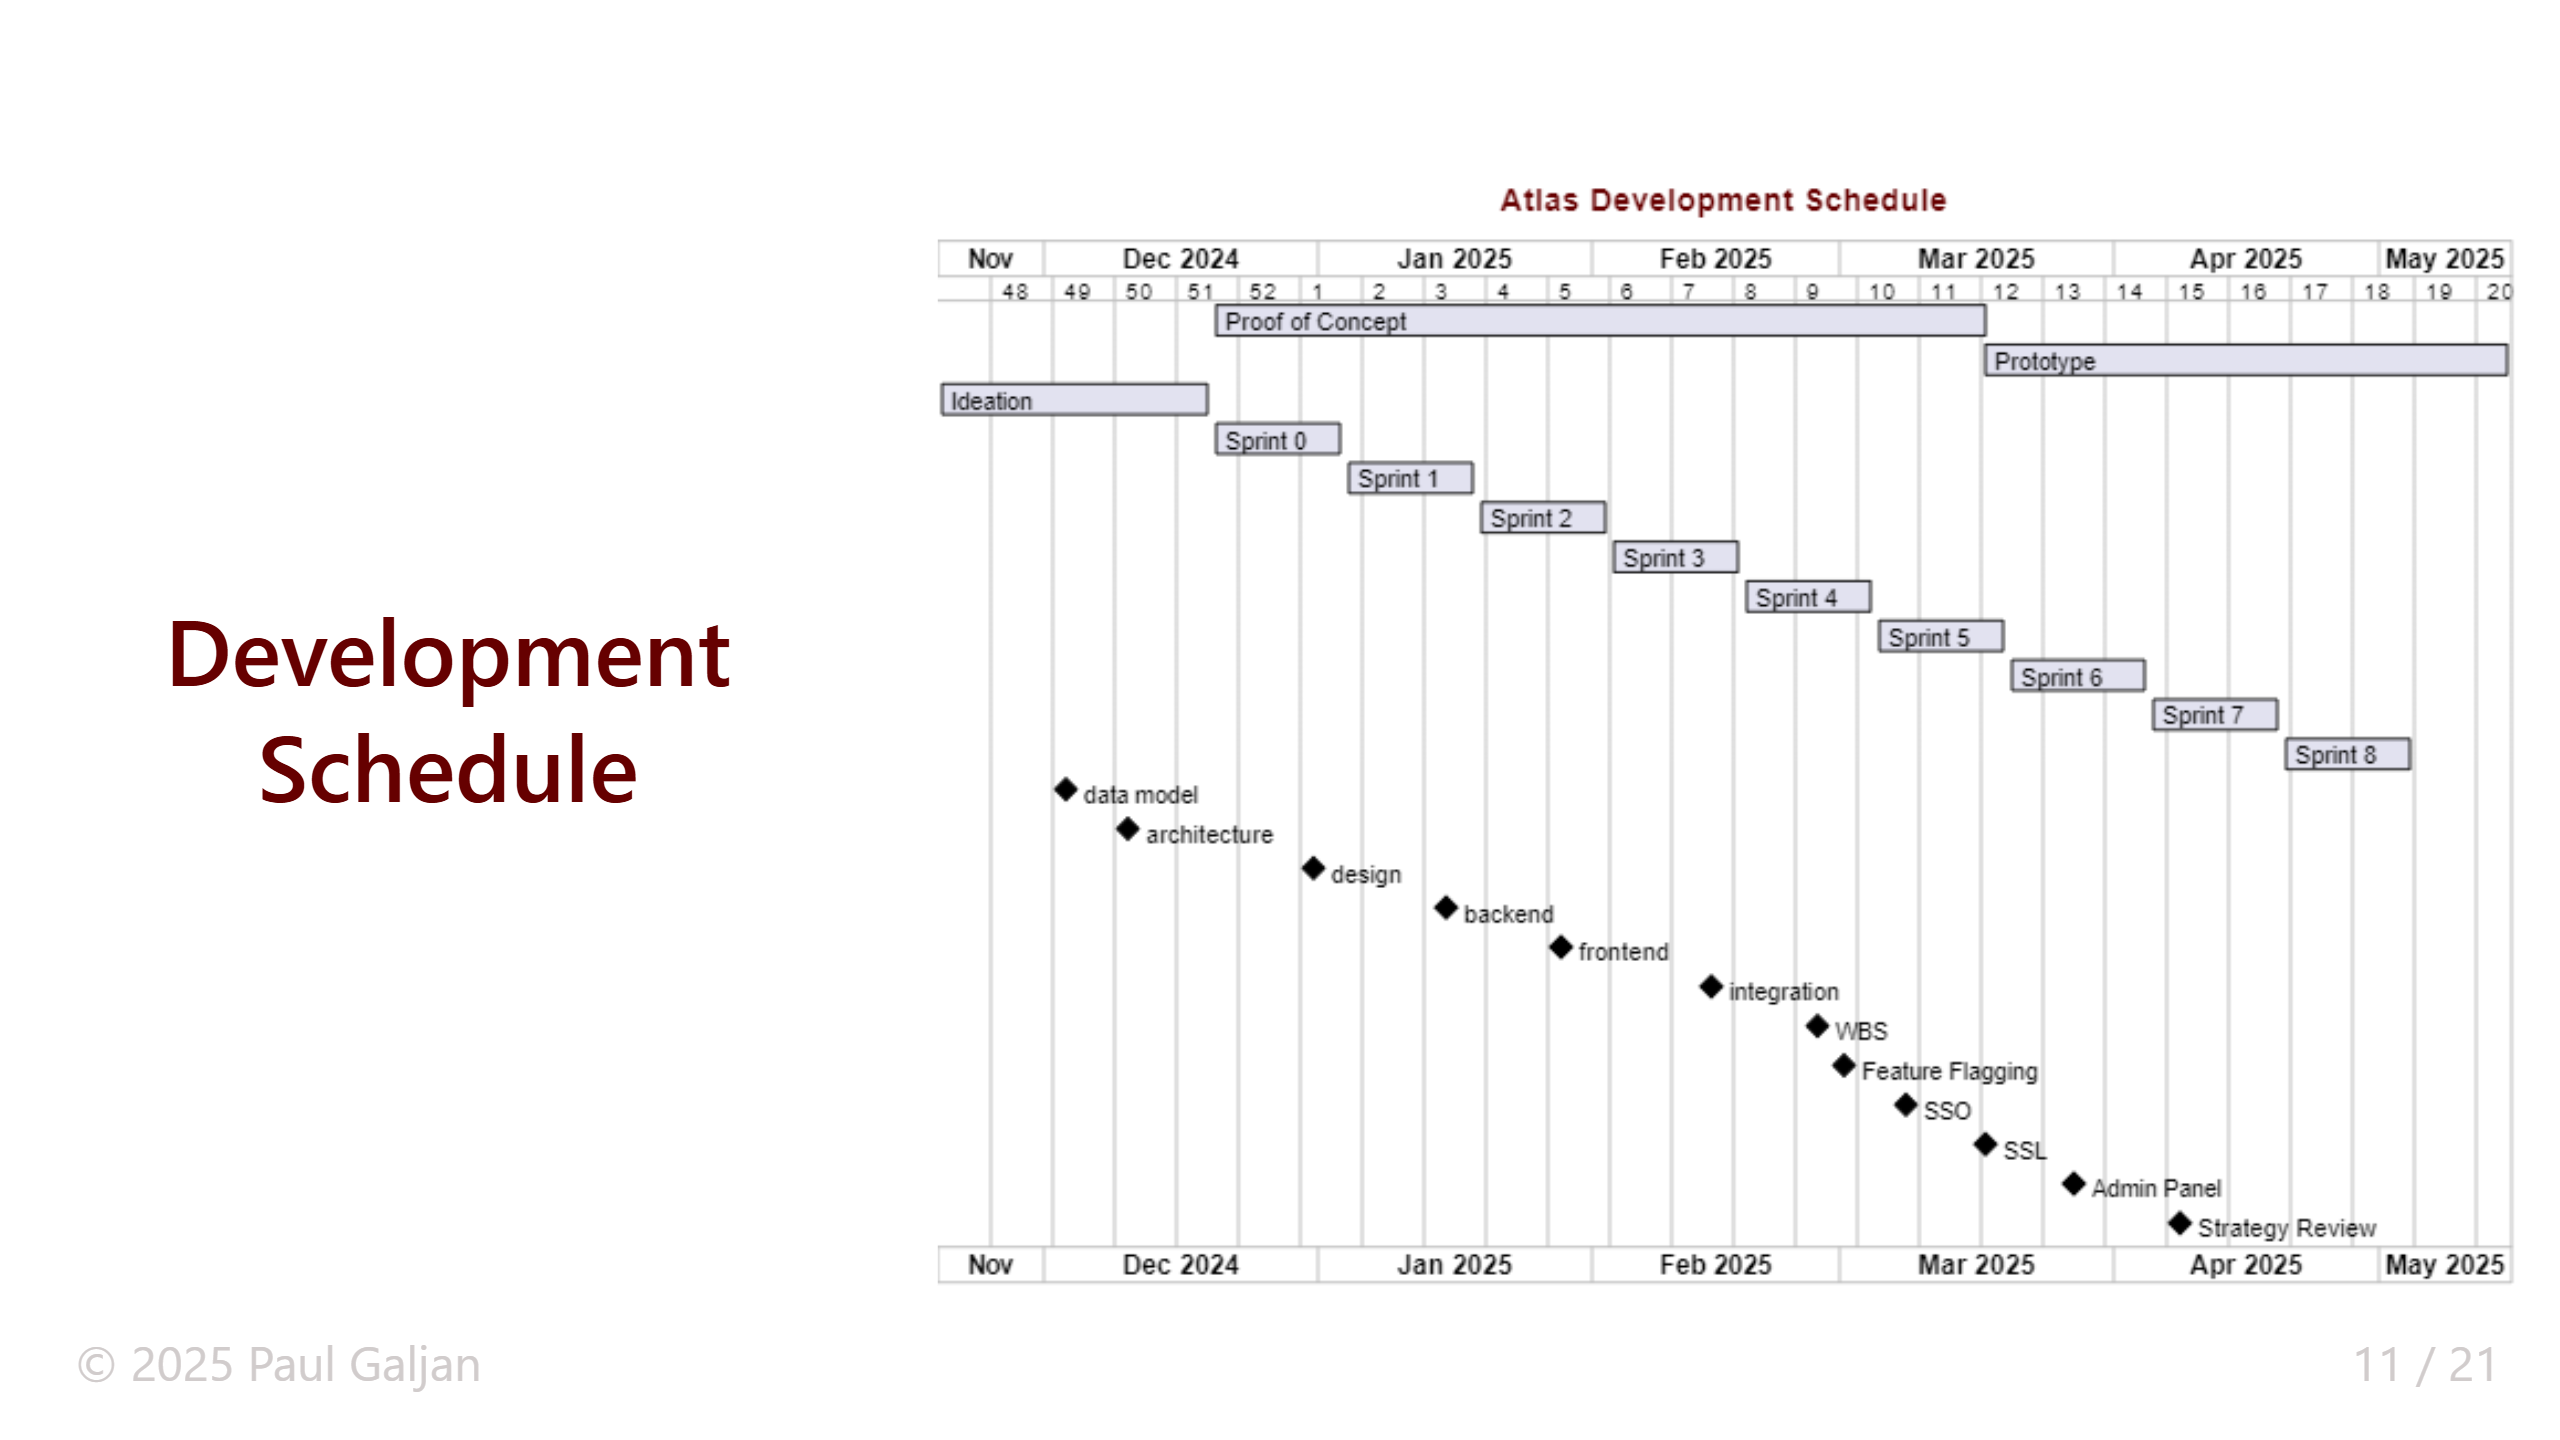 Development
Schedule
Atlas Development Schedule
Nov Dec 2024 Jan 2025 Feb 2025 Mar 2025 Apr 2025 May 2025
48 49 50 51 52 1 2 3 4 5 6 7 8 9 10 11 12 13 14 15 16 17 18 19 20
Proof of Concept
Prototype
Ideation
Sprint 0
Sprint 1
Sprint 2
Sprint 3
Sprint 4
Sprint 5
Sprint 6
Sprint 7
Sprint 8
data model
architecture
design
backend
frontend
integration
WBS
Feature Flagging
SSO
SSL
Admin Panel
Strategy Review
Nov Dec 2024 Jan 2025 Feb 2025 Mar 2025 Apr 2025 May 2025
© 2025 Paul Galjan
11 / 21